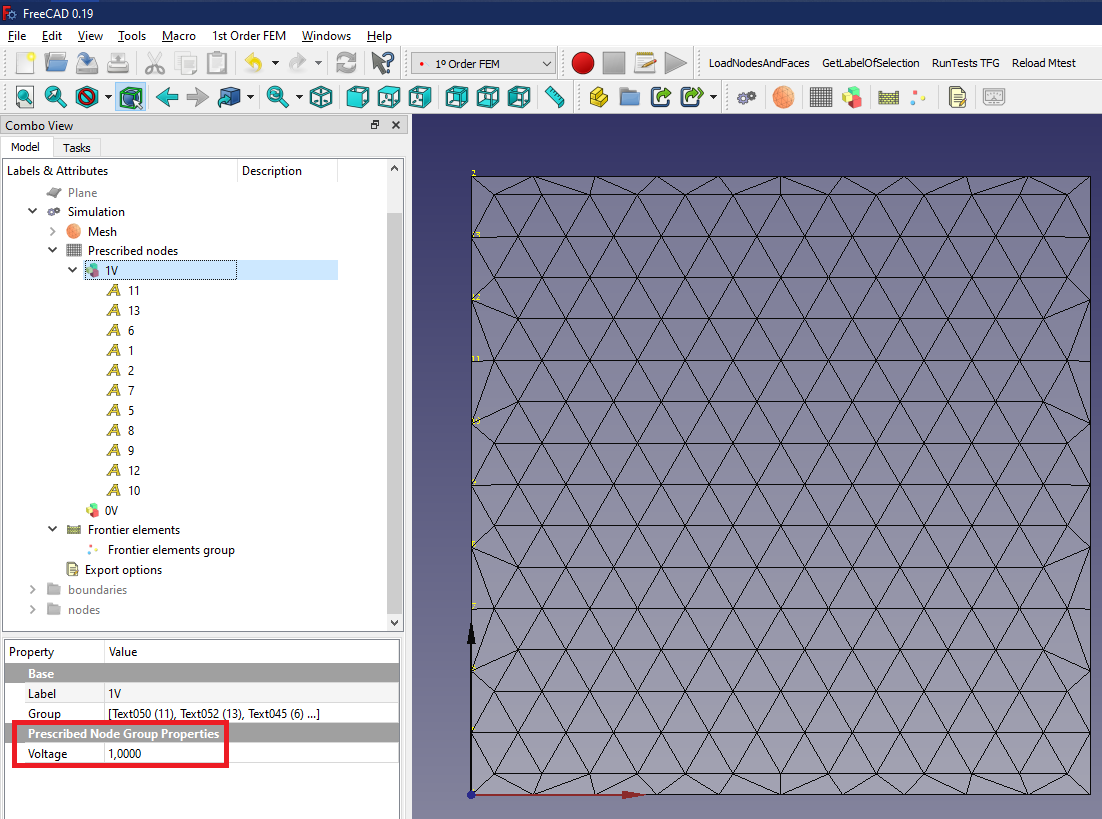 FreeCAD 0.19
File Edit View Tools Macro 1st Order FEM Windows Help
1º Order FEM LoadNodesAndFaces GetLabelOfSelection RunTests TFG Reload Mtest
Combo View
Model Tasks
Labels & Attributes Description
Plane
Simulation
Mesh
Prescribed nodes
1V
11
13
6
1
2
7
5
8
9
12
10
0V
Frontier elements
Frontier elements group
Export options
boundaries
nodes
Property Value
Base
Label 1V
Group [Text050 (11), Text052 (13), Text045 (6) ...]
Prescribed Node Group Properties
Voltage 1,0000
11